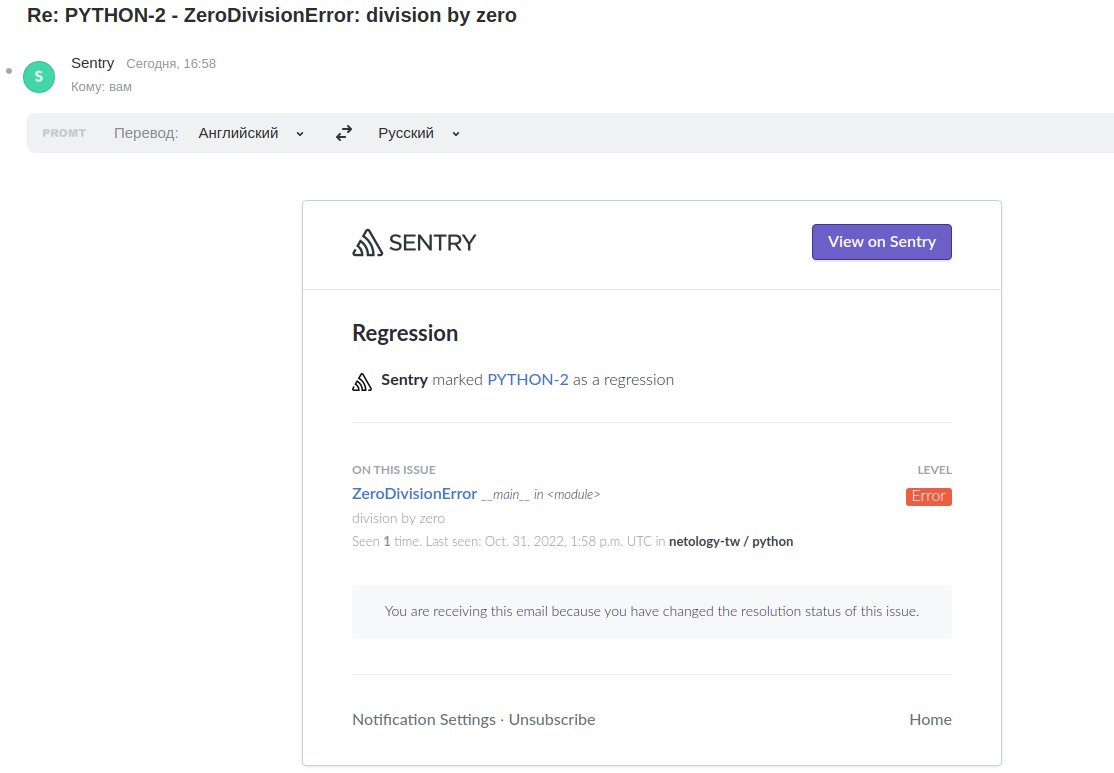 Re: PYTHON-2 - ZeroDivisionError: division by zero
S
Sentry Сегодня, 16:58
Кому: вам
PROMT Перевод: Английский Русский
SENTRY
View on Sentry
Regression
Sentry marked PYTHON-2 as a regression
ON THIS ISSUE LEVEL
ZeroDivisionError __main__ in <module> Error
division by zero
Seen 1 time. Last seen: Oct. 31, 2022, 1:58 p.m. UTC in netology-tw / python
You are receiving this email because you have changed the resolution status of this issue.
Notification Settings · Unsubscribe Home